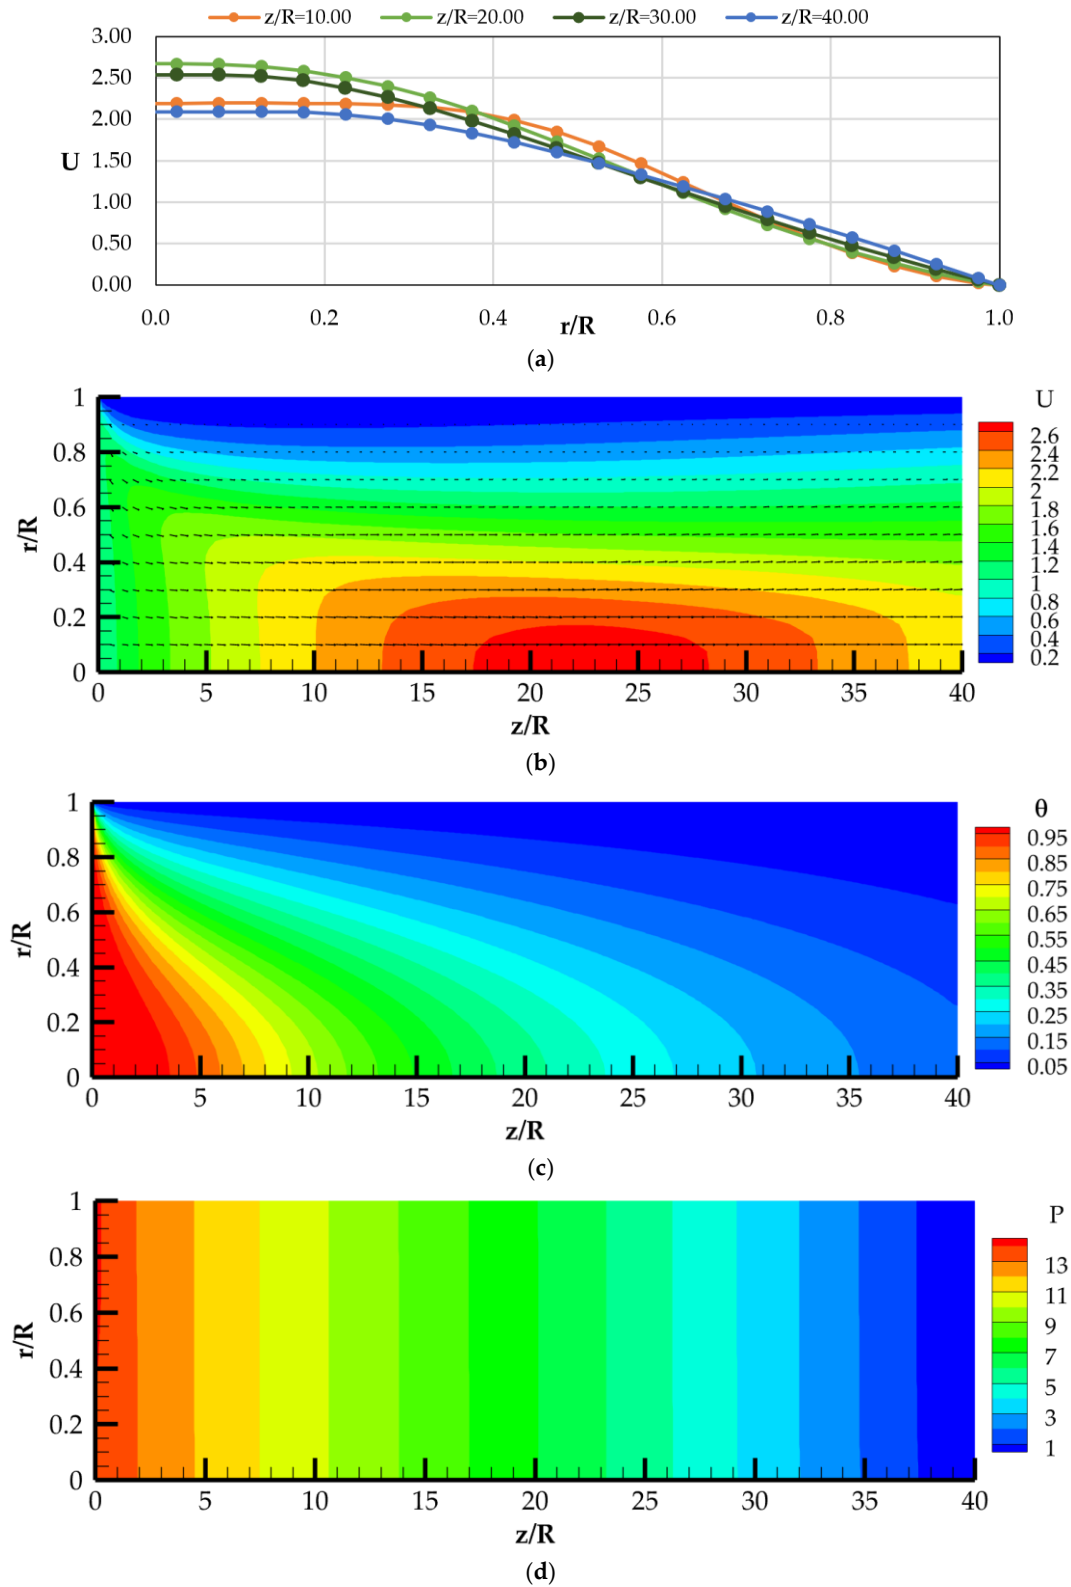 z/R=10.00 z/R=20.00 z/R=30.00 z/R=40.00
3.00
2.50
2.00
U 1.50
1.00
0.50
0.00
0.0 0.2 0.4 0.6 0.8 1.0
r/R
(a)
1
0.8
0.6
r/R
0.4
0.2
0
0 5 10 15 20 25 30 35 40
z/R
U
2.6
2.4
2.2
2
1.8
1.6
1.4
1.2
1
0.8
0.6
0.4
0.2
(b)
1
0.8
0.6
r/R
0.4
0.2
0
0 5 10 15 20 25 30 35 40
z/R
θ
0.95
0.85
0.75
0.65
0.55
0.45
0.35
0.25
0.15
0.05
(c)
1
0.8
0.6
r/R
0.4
0.2
0
0 5 10 15 20 25 30 35 40
z/R
P
13
11
9
7
5
3
1
(d)